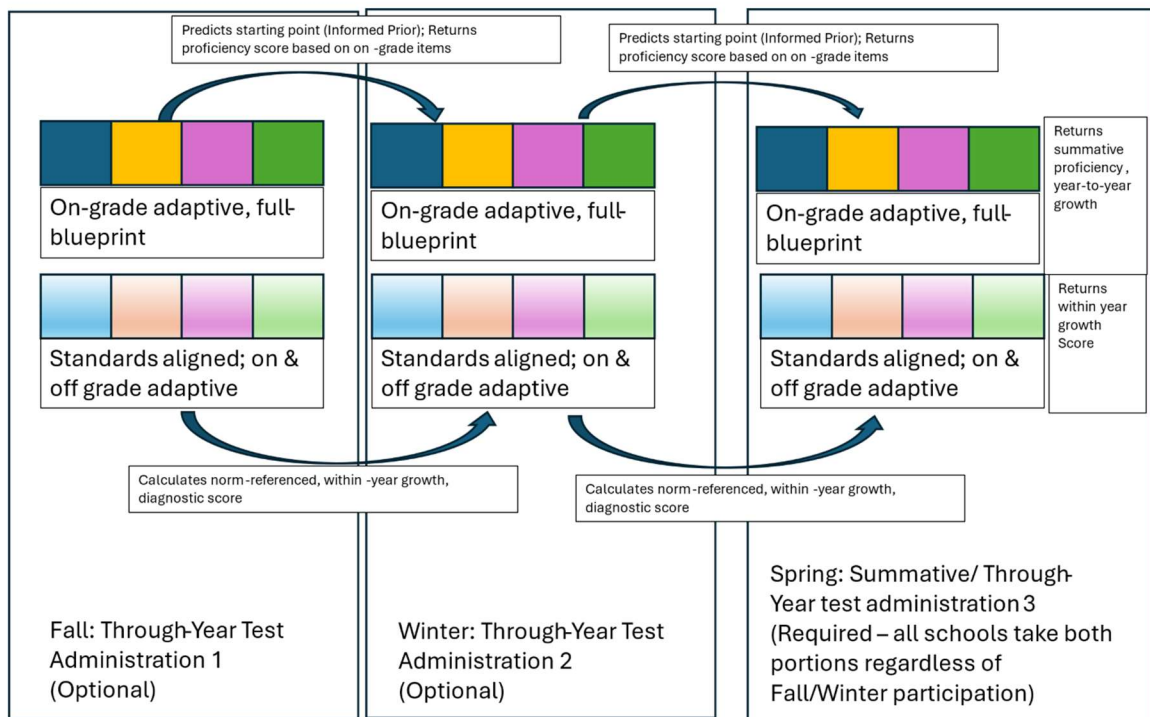 Predicts starting point (Informed Prior); Returns
proficiency score based on on -grade items
Predicts starting point (Informed Prior); Returns
proficiency score based on on -grade items
On-grade adaptive, full-
blueprint
On-grade adaptive, full-
blueprint
On-grade adaptive, full-
blueprint
Returns
summative
proficiency ,
year-to-year
growth
Standards aligned; on &
off grade adaptive
Standards aligned; on &
off grade adaptive
Standards aligned; on &
off grade adaptive
Returns
within year
growth
Score
Calculates norm -referenced, within -year growth,
diagnostic score
Calculates norm -referenced, within -year growth,
diagnostic score
Fall: Through-Year Test
Administration 1
(Optional)
Winter: Through-Year Test
Administration 2
(Optional)
Spring: Summative/ Through-
Year test administration 3
(Required – all schools take both
portions regardless of
Fall/Winter participation)